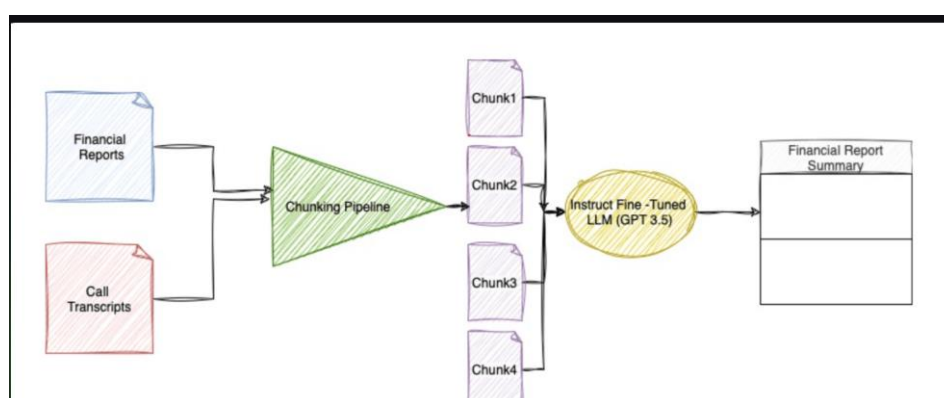 Financial
Reports
Call
Transcripts
Chunking Pipeline
Chunk1
Chunk2
Chunk3
Chunk4
Instruct Fine -Tuned
LLM (GPT 3.5)
Financial Report
Summary